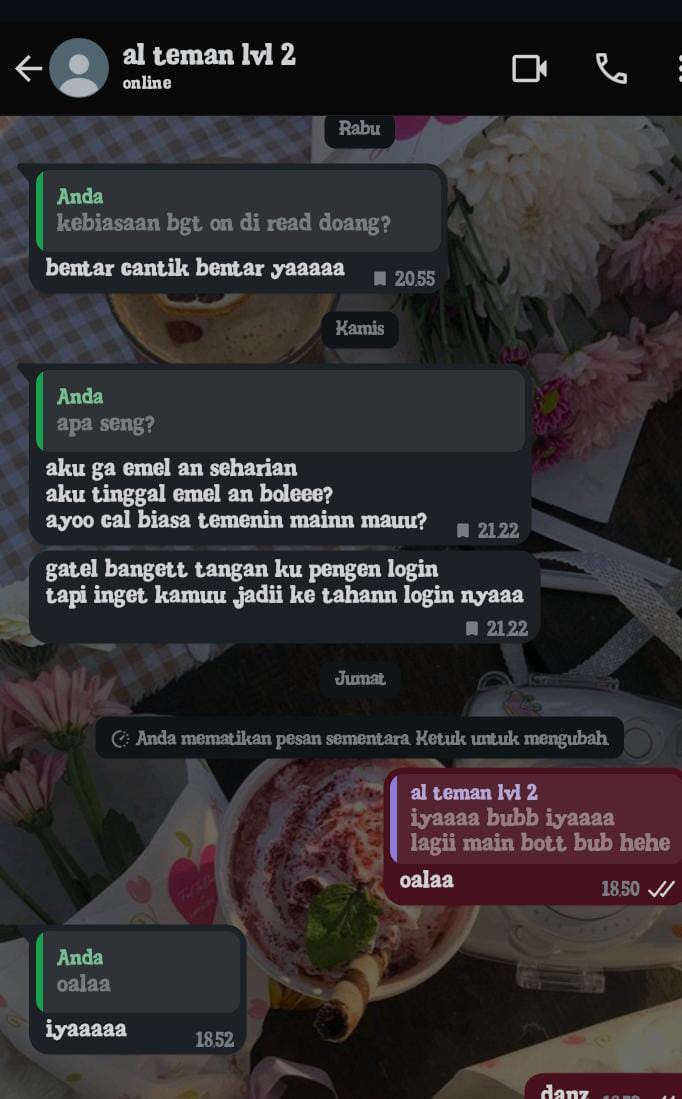 al teman lvl 2
online
Rabu
Anda
kebiasaan bgt on di read doang?
bentar cantik bentar yaaaaa
20.55
Kamis
Anda
apa seng?
aku ga emel an seharian
aku tinggal emel an boleee?
ayoo cal biasa temenin mainn mauu?
21.22
gatel bangett tangan ku pengen login
tapi inget kamuu jadii ke tahann login nyaaa
21.22
Jumat
Anda mematikan pesan sementara. Ketuk untuk mengubah.
al teman lvl 2
iyaaaa bubb iyaaaa
lagii main bott bub hehe
oalaa
18.50
Anda
oalaa
iyaaaaa
18.52
danz